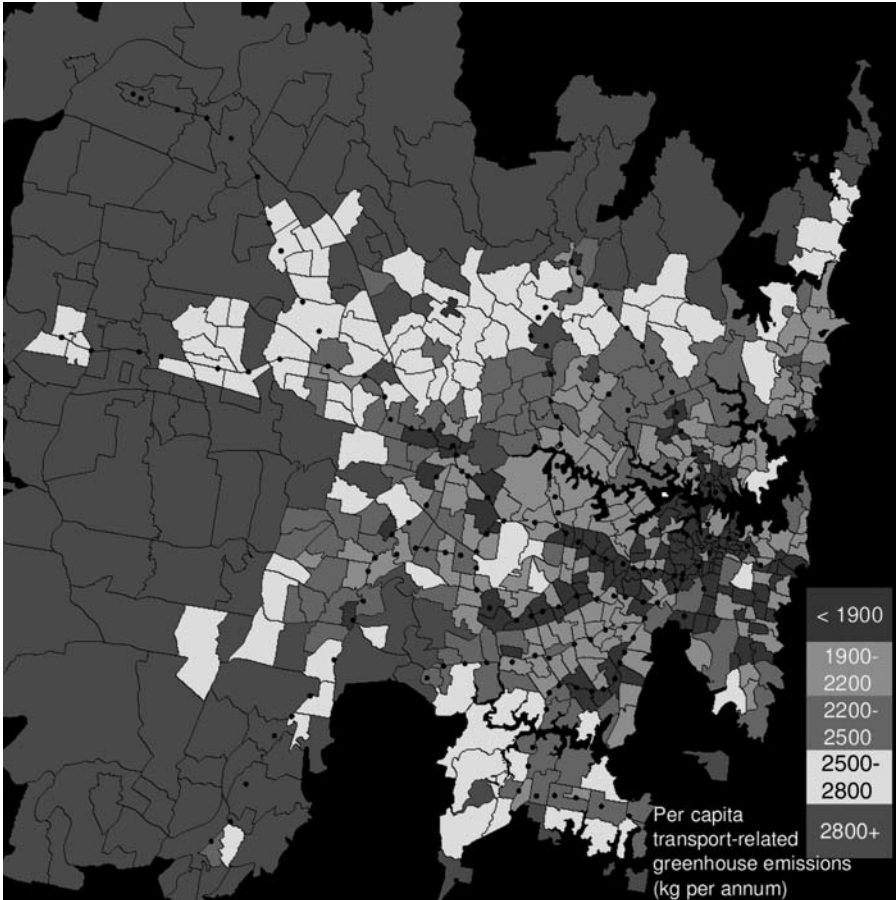 < 1900
1900-
2200
2200-
2500
2500-
2800
2800+
Per capita
transport-related
greenhouse emissions
(kg per annum)